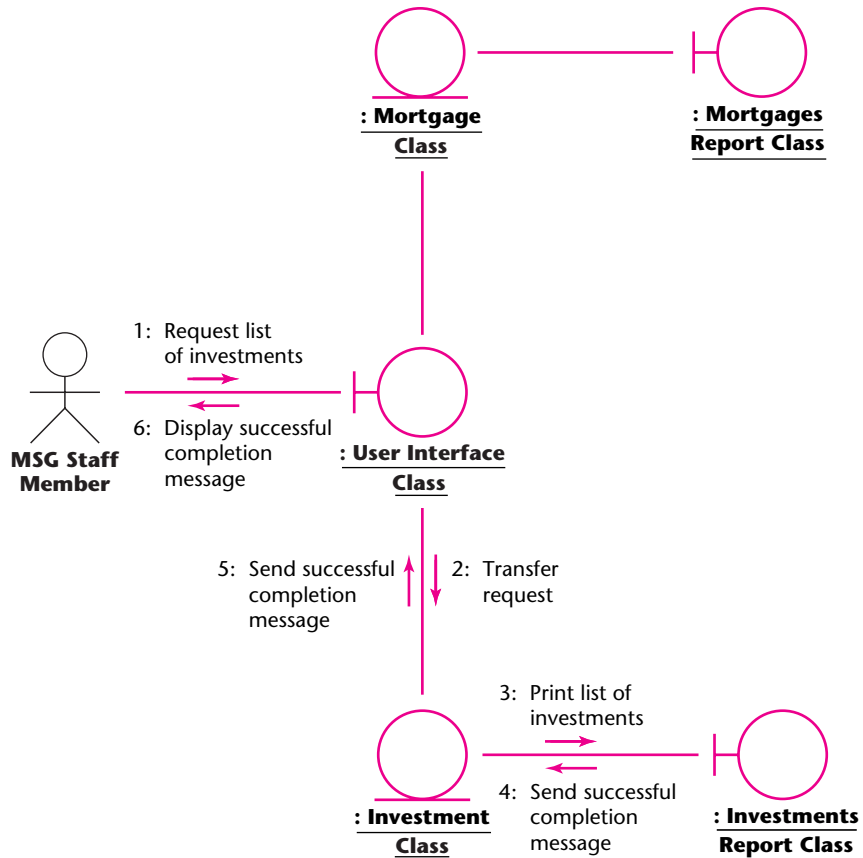 : Mortgage
Class
: Mortgages
Report Class
1: Request list
of investments
6: Display successful
completion
message
MSG Staff
Member
: User Interface
Class
5: Send successful
completion
message
2: Transfer
request
3: Print list of
investments
4: Send successful
completion
message
: Investment
Class
: Investments
Report Class